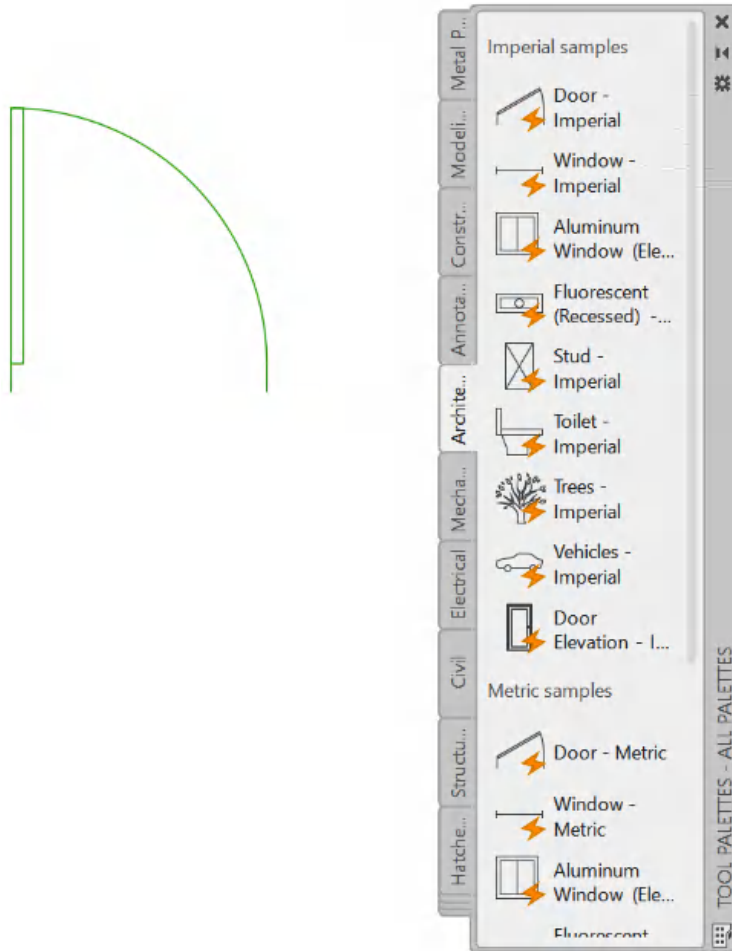 Metal P...
Modeli...
Constr...
Annota...
Archite...
Mecha...
Electrical
Civil
Structu...
Hatche...
Imperial samples
Door -
Imperial
Window -
Imperial
Aluminum
Window (Ele...
Fluorescent
(Recessed) -...
Stud -
Imperial
Toilet -
Imperial
Trees -
Imperial
Vehicles -
Imperial
Door
Elevation - I...
Metric samples
Door - Metric
Window -
Metric
Aluminum
Window (Ele...
Fluorescent
TOOL PALETTES - ALL PALETTES